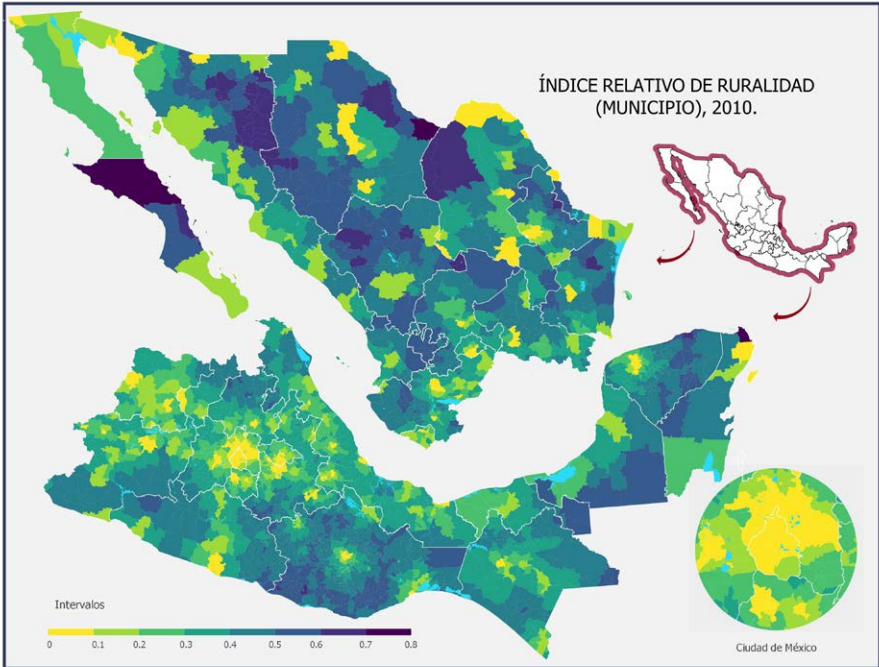 ÍNDICE RELATIVO DE RURALIDAD
(MUNICIPIO), 2010.
Intervalos
0 0.1 0.2 0.3 0.4 0.5 0.6 0.7 0.8
Ciudad de México